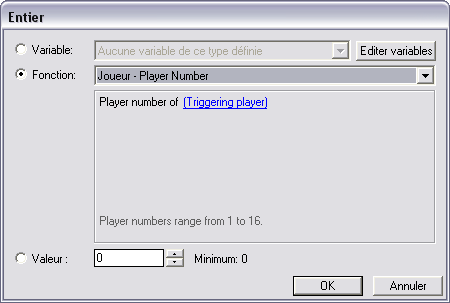 Entier
Variable: Aucune variable de ce type définie Editer variables
Fonction: Joueur - Player Number
Player number of (Triggering player)
Player numbers range from 1 to 16.
Valeur : 0 Minimum: 0
OK Annuler